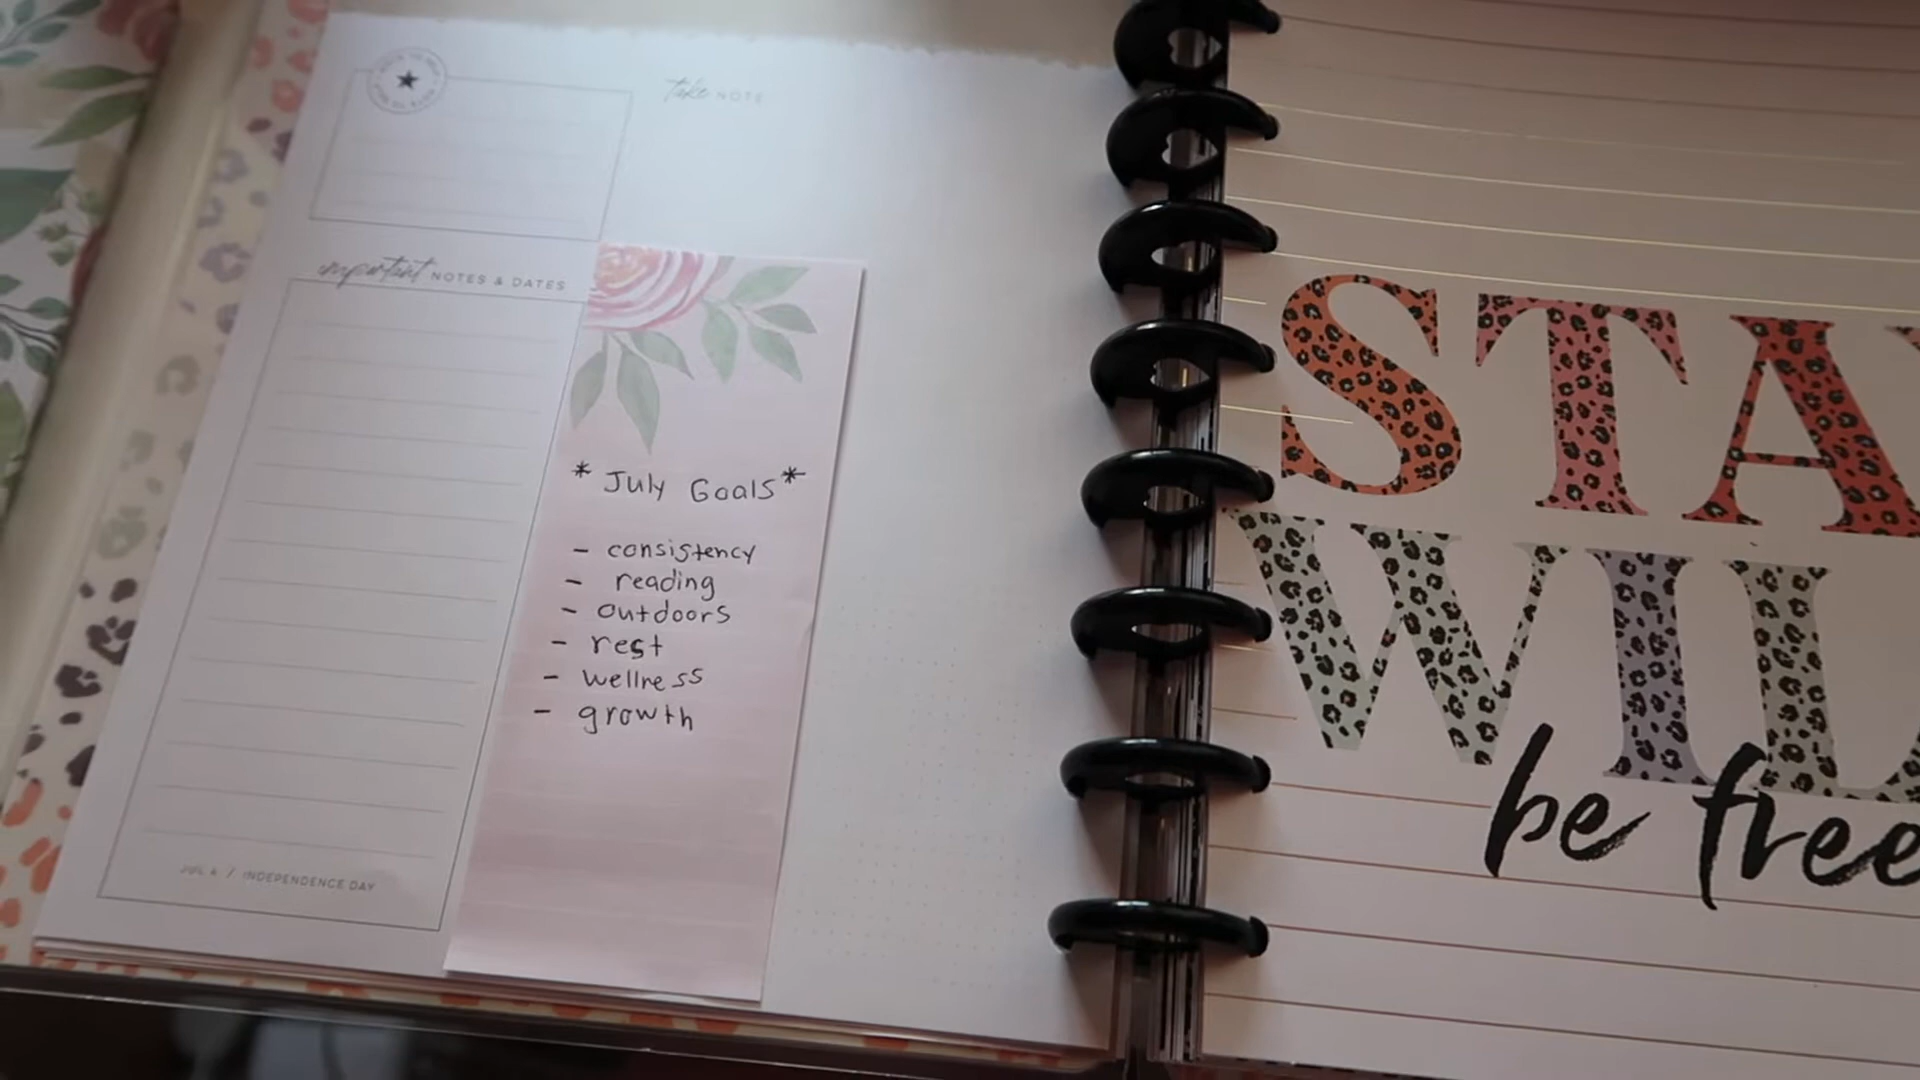 take NOTE
important NOTES & DATES
* July Goals *
- consistency
- reading
- outdoors
- rest
- wellness
- growth
JUL 4 / INDEPENDENCE DAY
STAY
WIL
be free